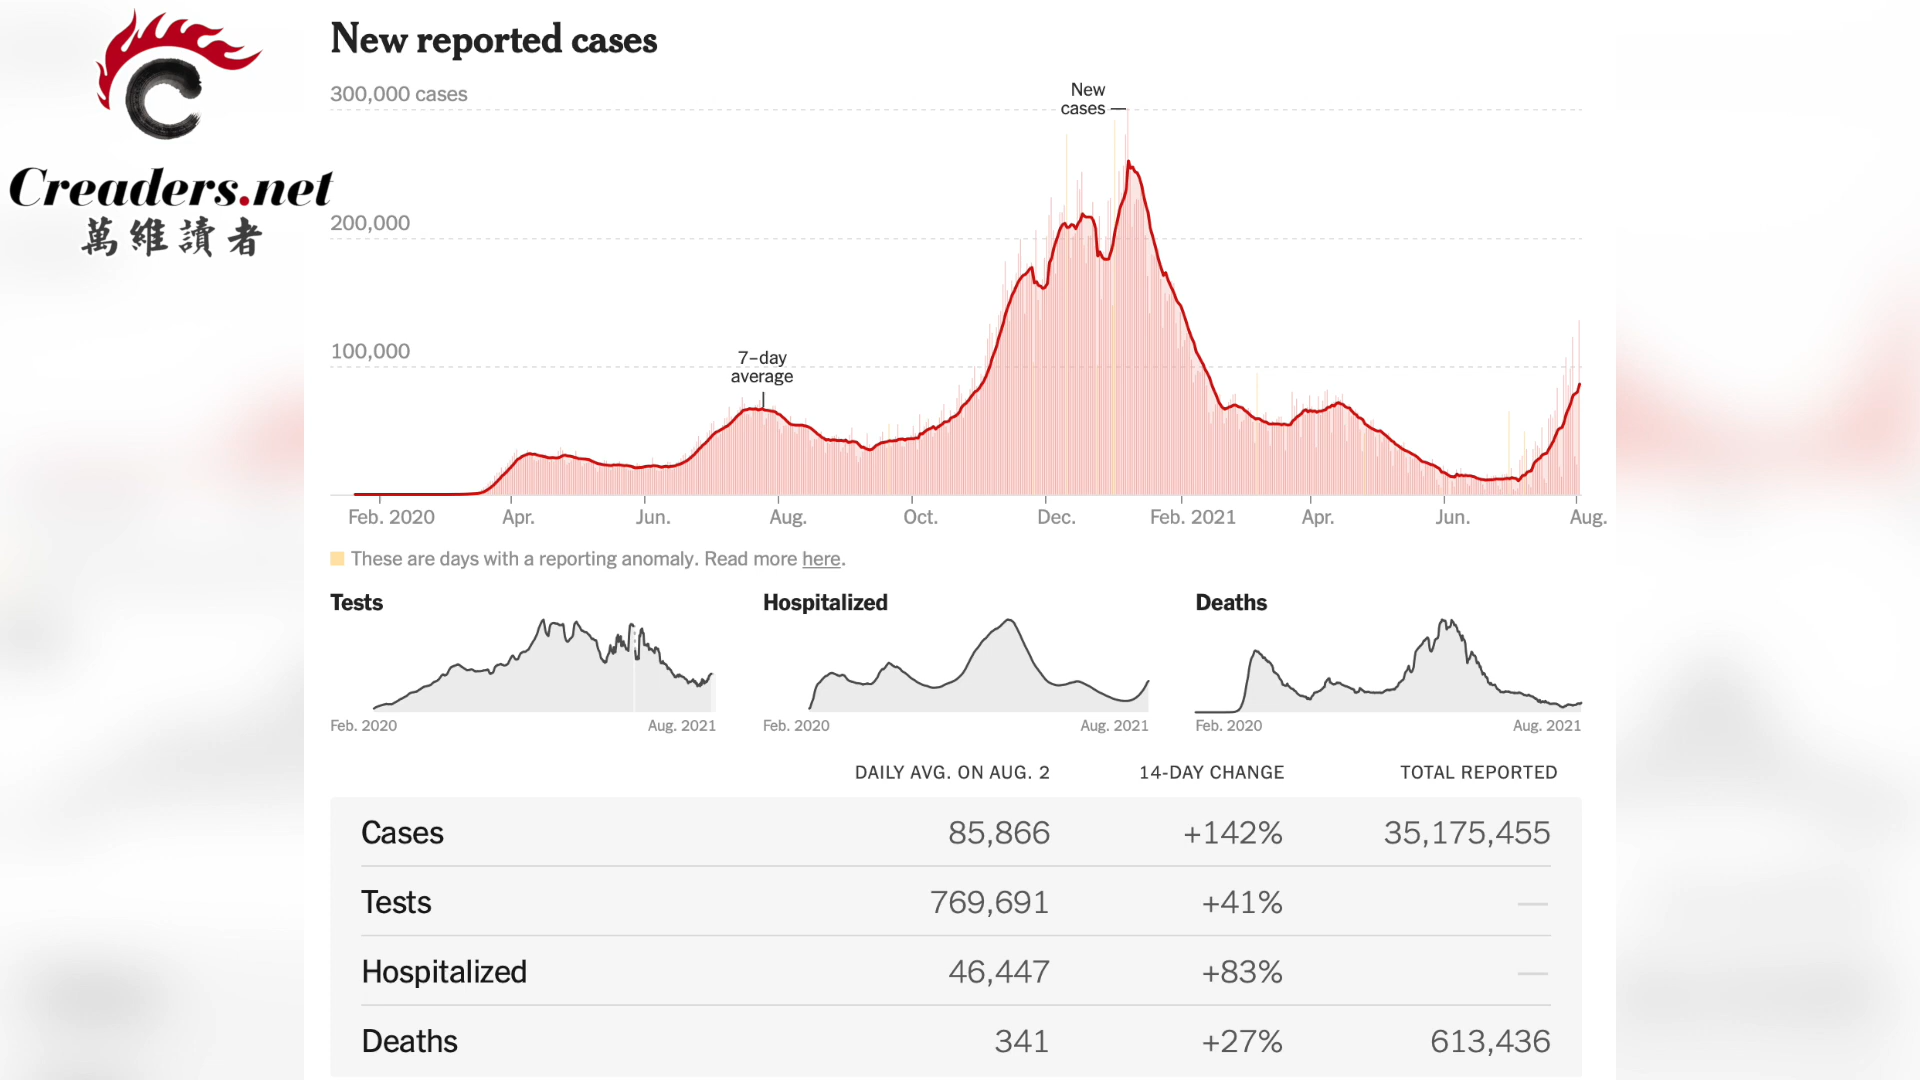 Creaders.net
萬維讀者
New reported cases
300,000 cases
200,000
100,000
New
cases
7–day
average
Feb. 2020 Apr. Jun. Aug. Oct. Dec. Feb. 2021 Apr. Jun. Aug.
These are days with a reporting anomaly. Read more here.
Tests Hospitalized Deaths
Feb. 2020 Aug. 2021 Feb. 2020 Aug. 2021 Feb. 2020 Aug. 2021
DAILY AVG. ON AUG. 2 14-DAY CHANGE TOTAL REPORTED
Cases 85,866 +142% 35,175,455
Tests 769,691 +41% —
Hospitalized 46,447 +83% —
Deaths 341 +27% 613,436